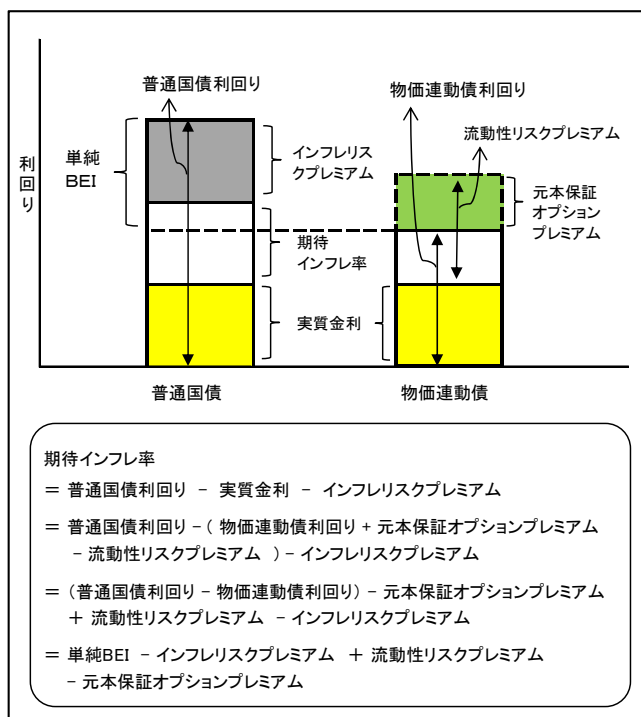 普通国債利回り
物価連動債利回り
流動性リスクプレミアム
利回り
単純
BEI
インフレリス
クプレミアム
元本保証
オプション
プレミアム
期待
インフレ率
実質金利
普通国債
物価連動債
期待インフレ率
= 普通国債利回り － 実質金利 － インフレリスクプレミアム
= 普通国債利回り－( 物価連動債利回り + 元本保証オプションプレミアム
－ 流動性リスクプレミアム )－インフレリスクプレミアム
= (普通国債利回り－物価連動債利回り) － 元本保証オプションプレミアム
＋ 流動性リスクプレミアム －インフレリスクプレミアム
= 単純BEI －インフレリスクプレミアム ＋ 流動性リスクプレミアム
－元本保証オプションプレミアム